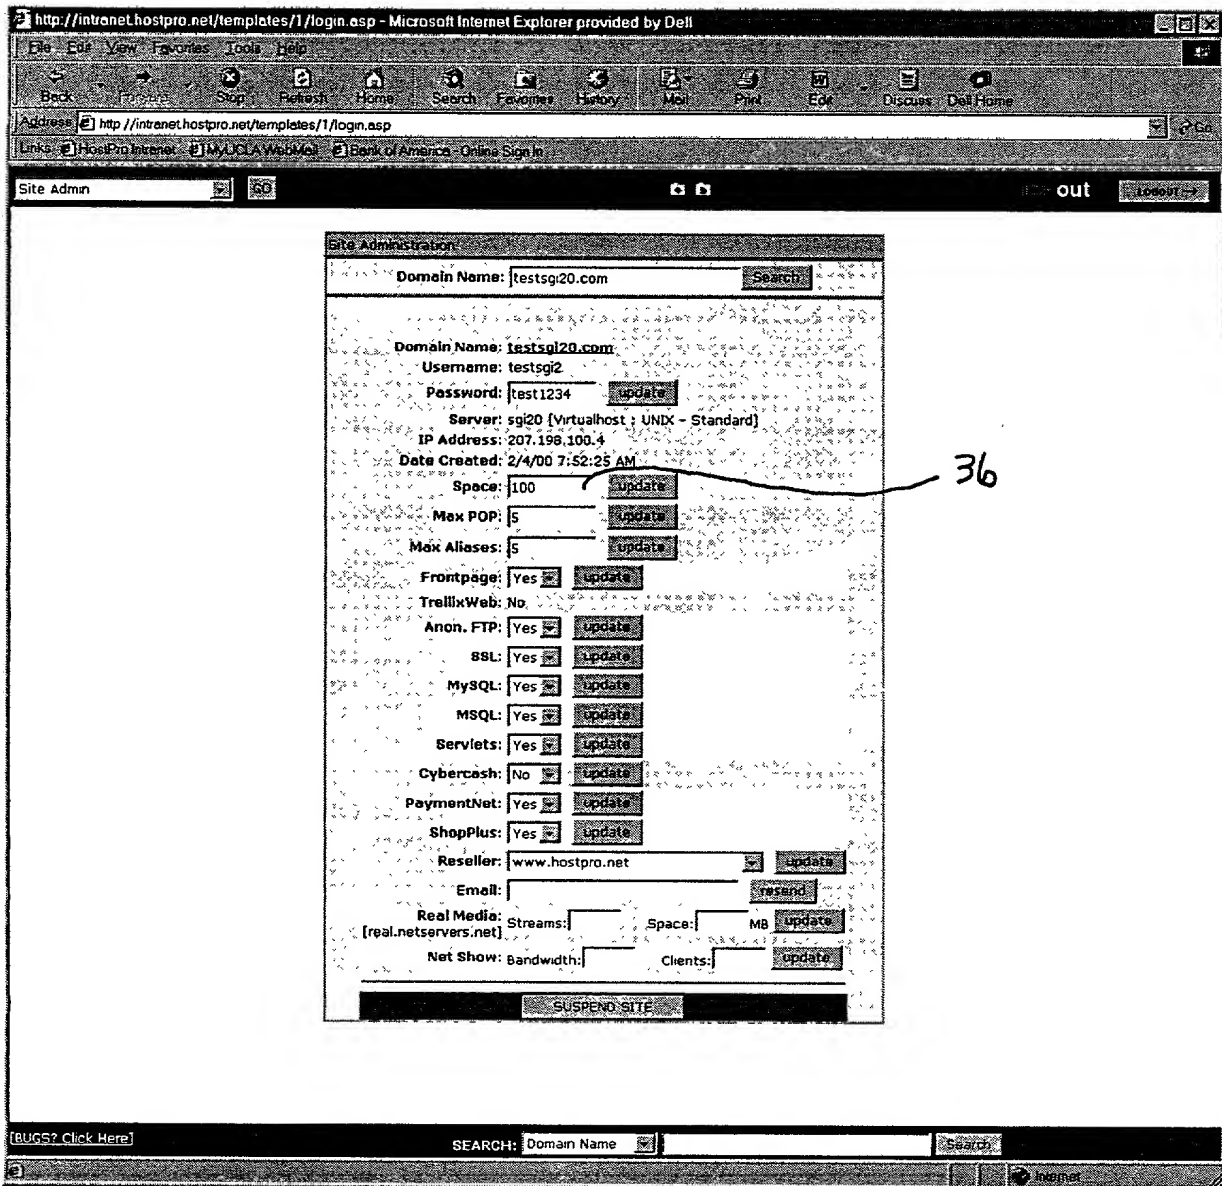 http://intranet.hostpro.net/templates/1/login.asp - Microsoft Internet Explorer provided by Dell
File Edit View Favorites Tools Help
Back Forward Stop Refresh Home Search Favorites History Mail Print Edit Discuss Dell Home
Address http://intranet.hostpro.net/templates/1/login.asp Go
Links HostPro Intranet MyUCLA WebMail Bank of America - Online Sign In
Site Admin GO out LOGOUT
Site Administration
Domain Name: testsgi20.com Search
Domain Name: testsgi20.com
Username: testsgi2
Password: test1234 update
Server: sgi20 [Virtualhost : UNIX - Standard]
IP Address: 207.198.100.4
Date Created: 2/4/00 7:52:25 AM
Space: 100 update 36
Max POP: 5 update
Max Aliases: 5 update
Frontpage: Yes update
TrellixWeb: No
Anon. FTP: Yes update
SSL: Yes update
MySQL: Yes update
MSQL: Yes update
Servlets: Yes update
Cybercash: No update
PaymentNet: Yes update
ShopPlus: Yes update
Reseller: www.hostpro.net update
Email: resend
Real Media: [real.netservers.net] Streams: Space: MB update
Net Show: Bandwidth: Clients: update
SUSPEND SITE
[BUGS? Click Here] SEARCH: Domain Name Search
Internet